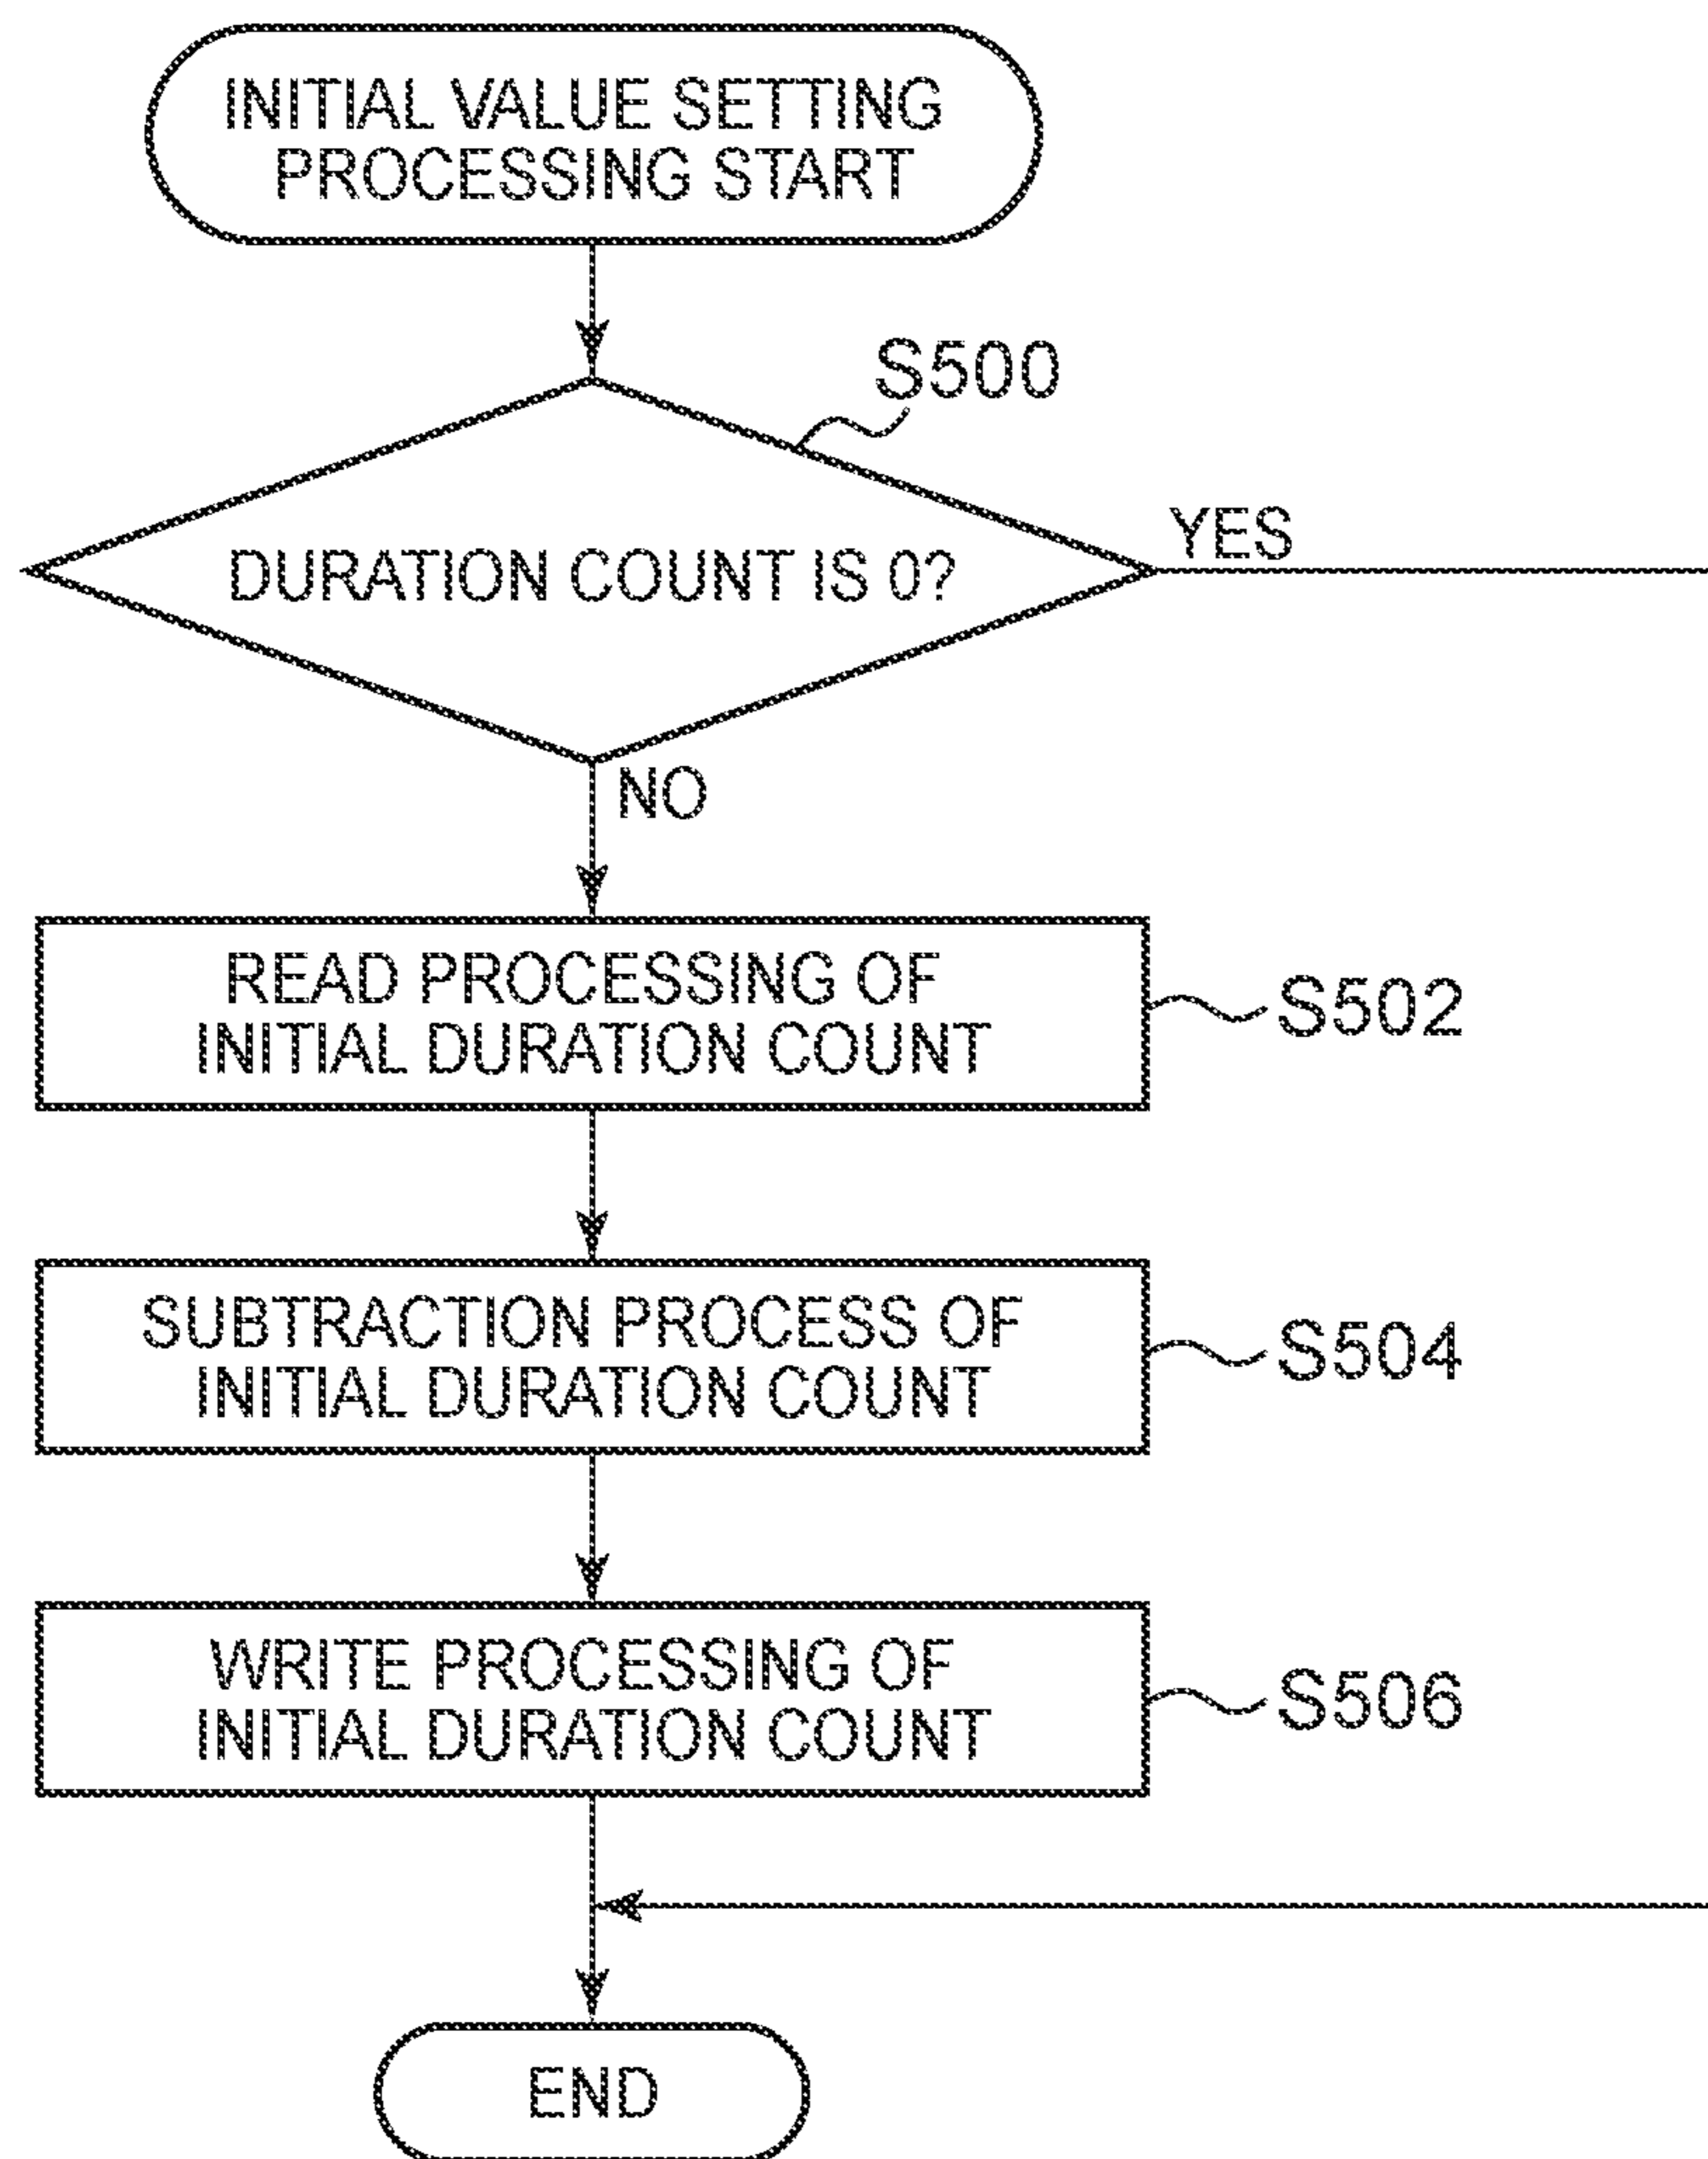 INITIAL VALUE SETTING
PROCESSING START
S500
DURATION COUNT IS 0?
YES
NO
READ PROCESSING OF
INITIAL DURATION COUNT
S502
SUBTRACTION PROCESS OF
INITIAL DURATION COUNT
S504
WRITE PROCESSING OF
INITIAL DURATION COUNT
S506
END